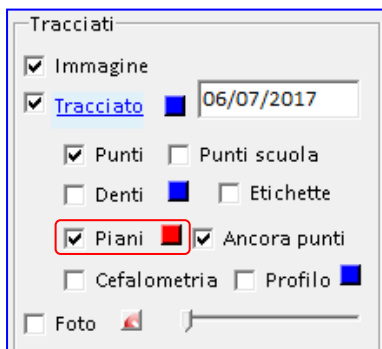 Tracciati
Immagine
Tracciato 06/07/2017
Punti Punti scuola
Denti Etichette
Piani Ancora punti
Cefalometria Profilo
Foto